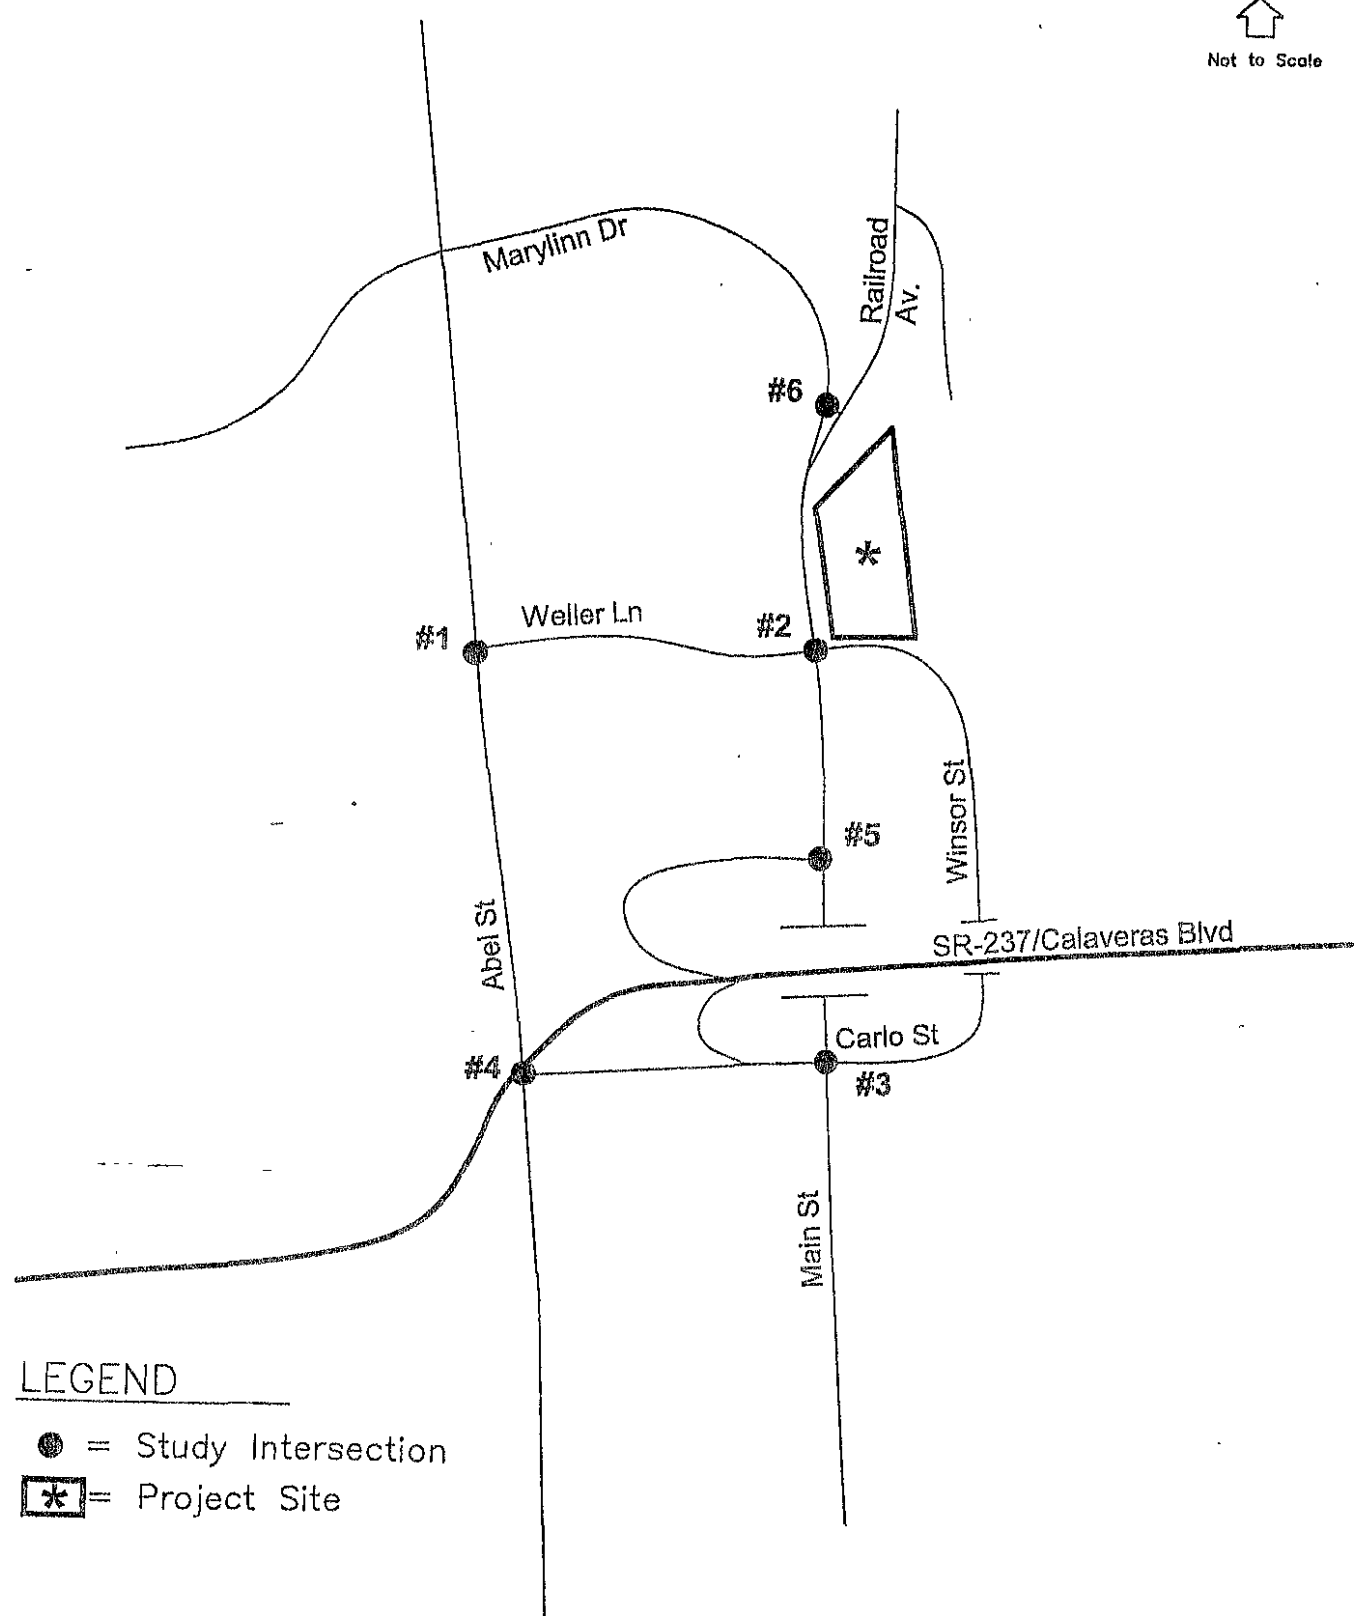 Not to Scale
Marylinn Dr
Railroad
Av.
#6
*
Weller Ln
#1
#2
#5
Winsor St
Abel St
SR-237/Calaveras Blvd
Carlo St
#4
#3
Main St
LEGEND
= Study Intersection
* = Project Site